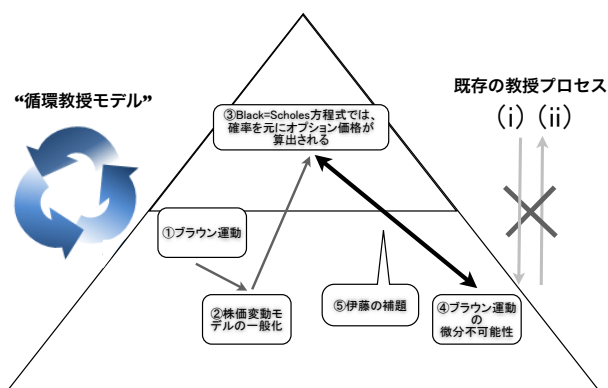 “循環教授モデル”
既存の教授プロセス
(i) (ii)
③Black=Scholes方程式では、
確率を元にオプション価格が
算出される
①ブラウン運動
②株価変動モ
デルの一般化
⑤伊藤の補題
④ブラウン運動
の
微分不可能性